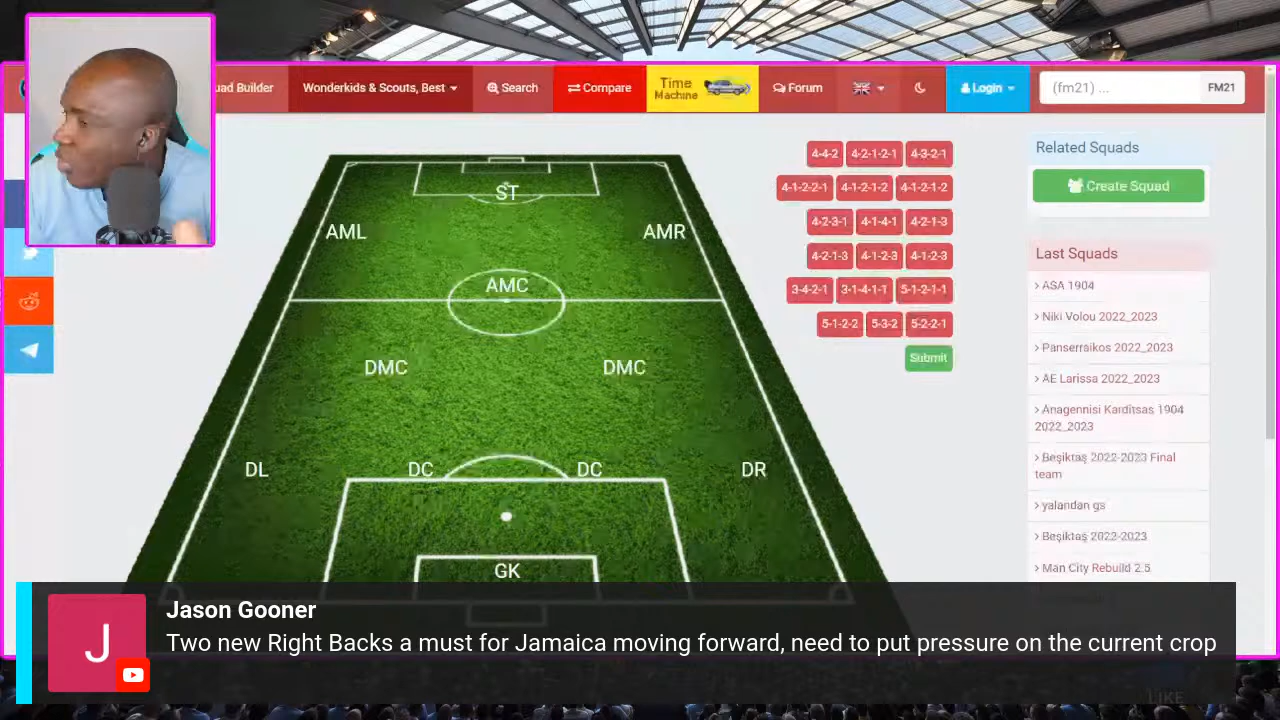 uad Builder
Wonderkids & Scouts, Best
Search
Compare
Time
Machine
Forum
Login
(fm21) ...
FM21
ST
AML
AMR
AMC
DMC
DMC
DL
DC
DC
DR
GK
4-4-2
4-2-1-2-1
4-3-2-1
4-1-2-2-1
4-1-2-1-2
4-1-2-1-2
4-2-3-1
4-1-4-1
4-2-1-3
4-2-1-3
4-1-2-3
4-1-2-3
3-4-2-1
3-1-4-1-1
5-1-2-1-1
5-1-2-2
5-3-2
5-2-2-1
Submit
Related Squads
Create Squad
Last Squads
ASA 1904
Niki Volou 2022_2023
Panserraikos 2022_2023
AE Larissa 2022_2023
Anagennisi Karditsas 1904
2022_2023
Beşiktaş 2022-2023 Final
team
yalandan gs
Beşiktaş 2022-2023
Man City Rebuild 2.5
J
Jason Gooner
Two new Right Backs a must for Jamaica moving forward, need to put pressure on the current crop
LIKE